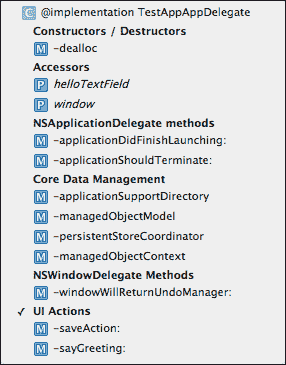 @implementation TestAppAppDelegate
Constructors / Destructors
M -dealloc
Accessors
P helloTextField
P window
NSApplicationDelegate methods
M -applicationDidFinishLaunching:
M -applicationShouldTerminate:
Core Data Management
M -applicationSupportDirectory
M -managedObjectModel
M -persistentStoreCoordinator
M -managedObjectContext
NSWindowDelegate Methods
M -windowWillReturnUndoManager:
✓ UI Actions
M -saveAction:
M -sayGreeting: